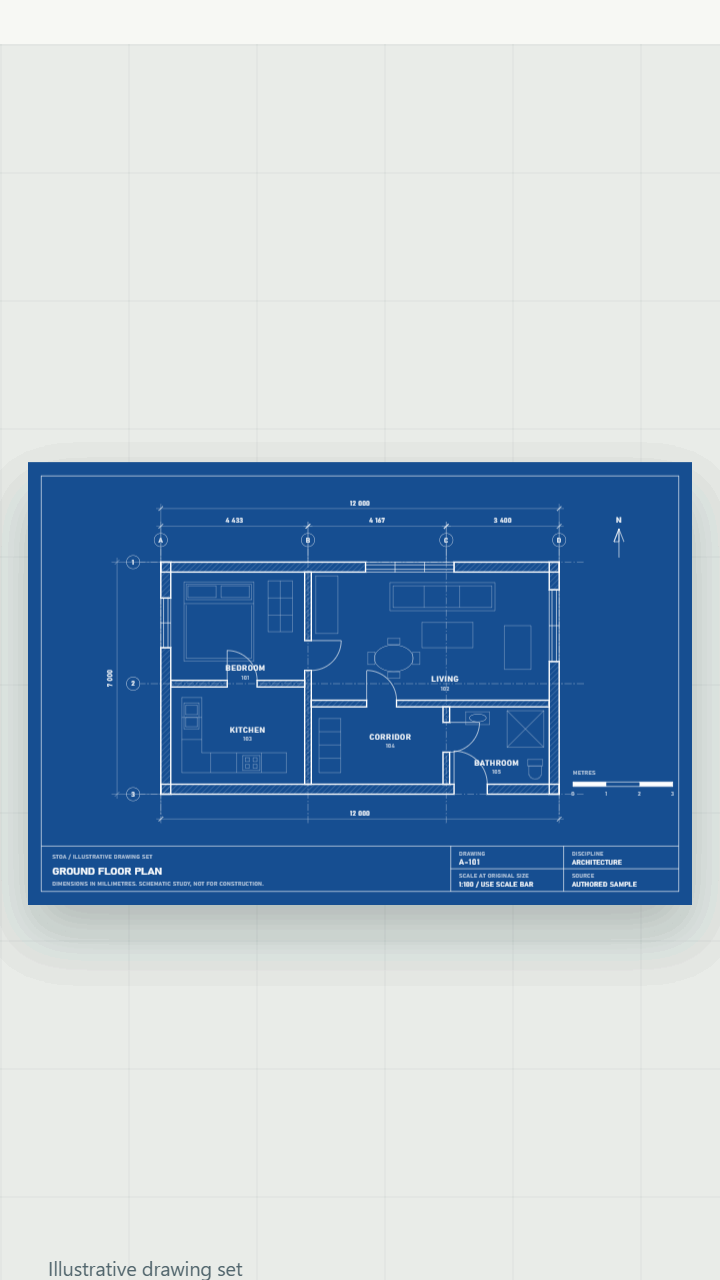 12 000
4 433
4 167
3 400
N
A
B
C
D
1
BEDROOM
101
LIVING
102
7 000
2
KITCHEN
103
CORRIDOR
104
BATHROOM
105
METRES
0 1 2 3
3
12 000
STOA / ILLUSTRATIVE DRAWING SET
GROUND FLOOR PLAN
DIMENSIONS IN MILLIMETRES. SCHEMATIC STUDY, NOT FOR CONSTRUCTION.
DRAWING
A-101
DISCIPLINE
ARCHITECTURE
SCALE AT ORIGINAL SIZE
1:100 / USE SCALE BAR
SOURCE
AUTHORED SAMPLE
Illustrative drawing set